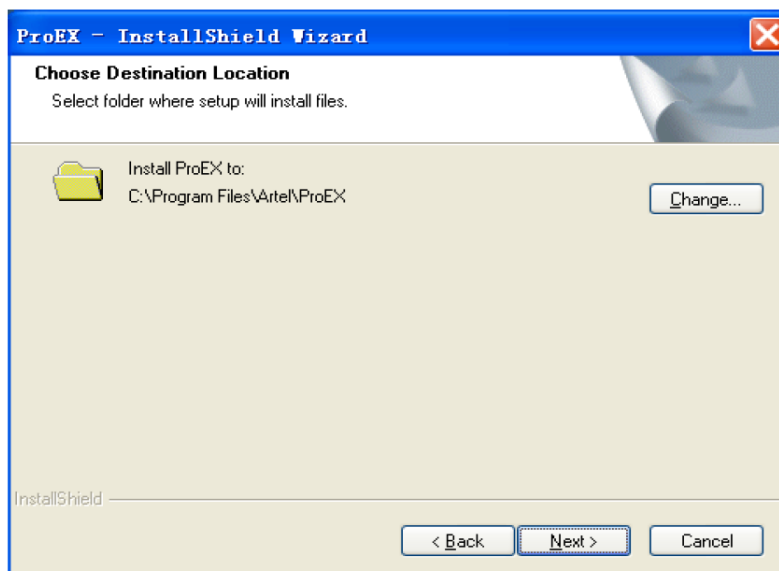 ProEX - InstallShield Wizard
Choose Destination Location
Select folder where setup will install files.
Install ProEX to:
C:\Program Files\Artel\ProEX
Change...
InstallShield
< Back
Next >
Cancel